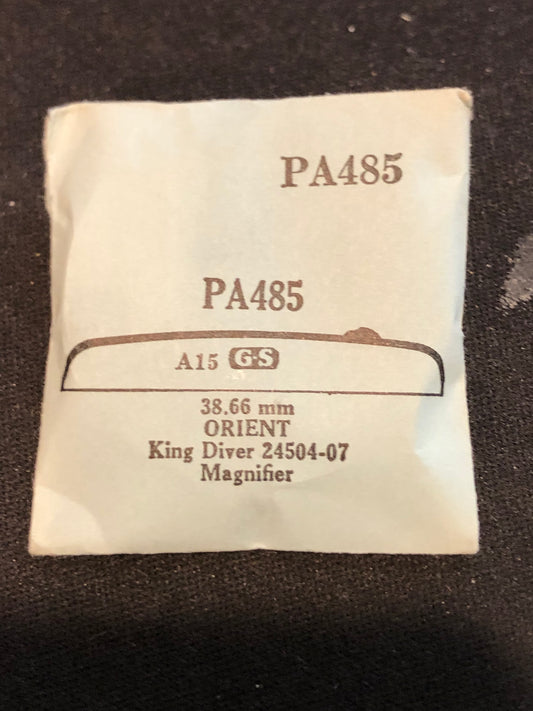 PA485
PA485
A15 G-S
38.66 mm
ORIENT
King Diver 24504-07
Magnifier